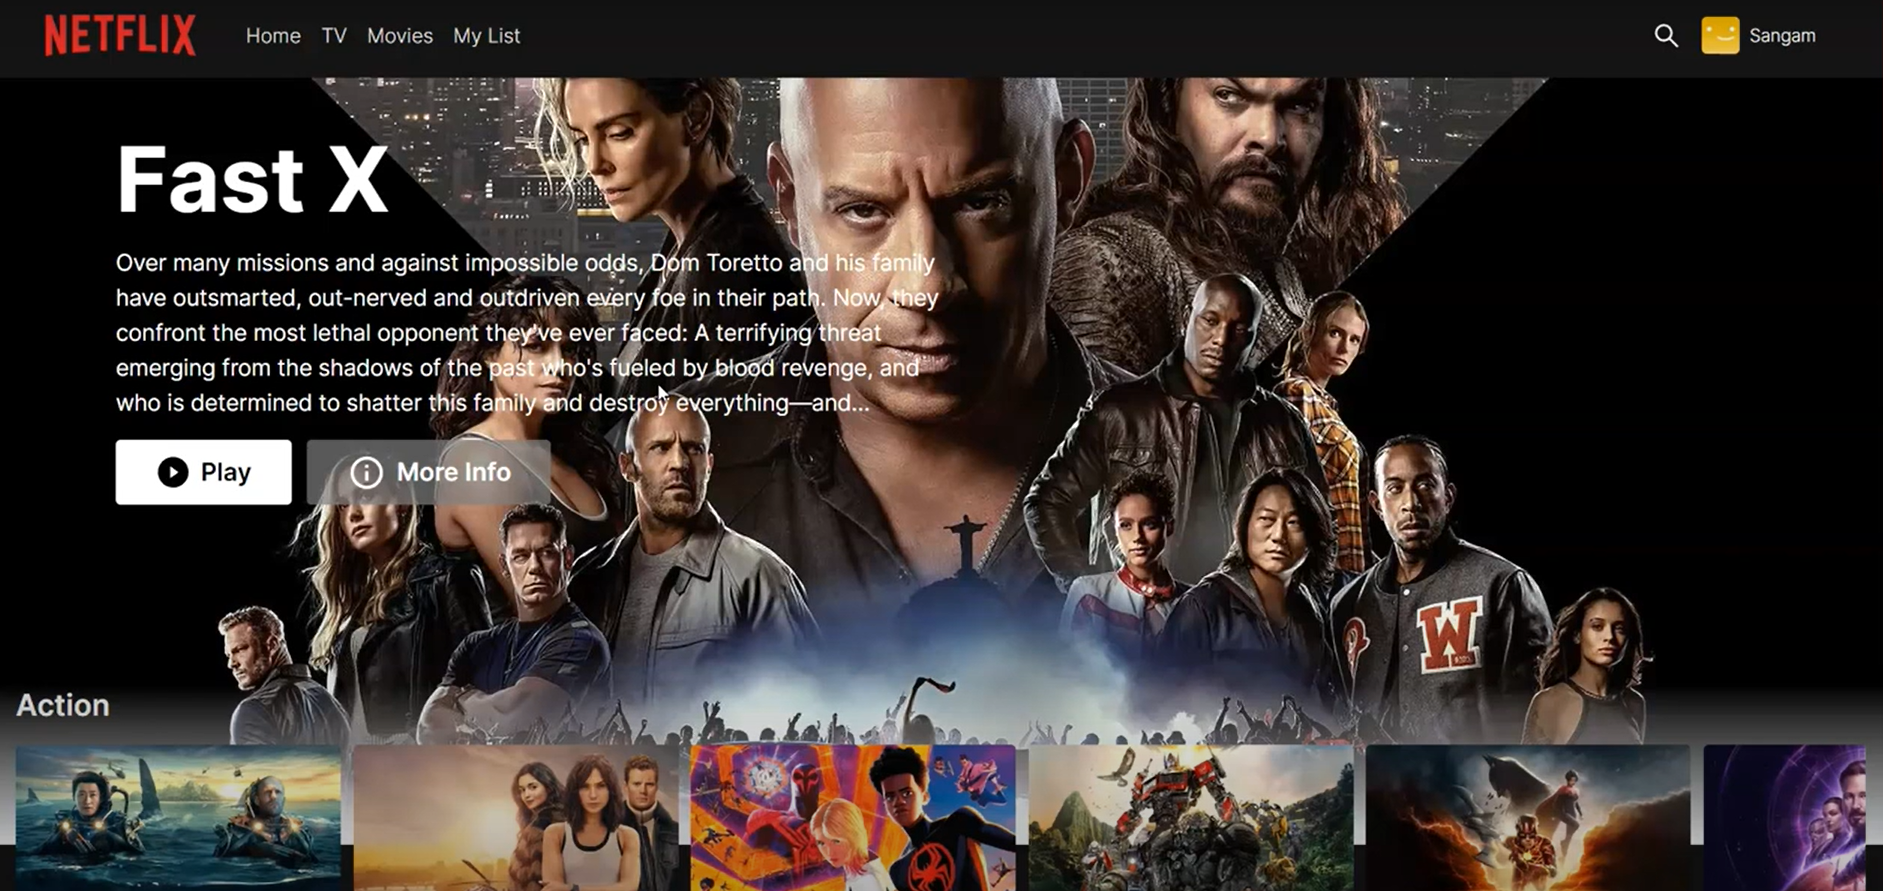 NETFLIX
Home TV Movies My List
Sangam
Fast X
Over many missions and against impossible odds, Dom Toretto and his family
have outsmarted, out-nerved and outdriven every foe in their path. Now, they
confront the most lethal opponent they've ever faced: A terrifying threat
emerging from the shadows of the past who's fueled by blood revenge, and
who is determined to shatter this family and destroy everything—and...
Play
More Info
W
Action